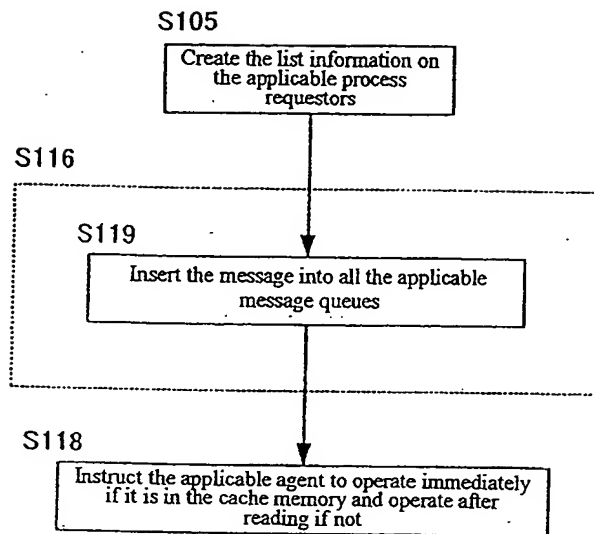 S105
Create the list information on
the applicable process
requestors
S116
S119
Insert the message into all the applicable
message queues
S118
Instruct the applicable agent to operate immediately
if it is in the cache memory and operate after
reading if not